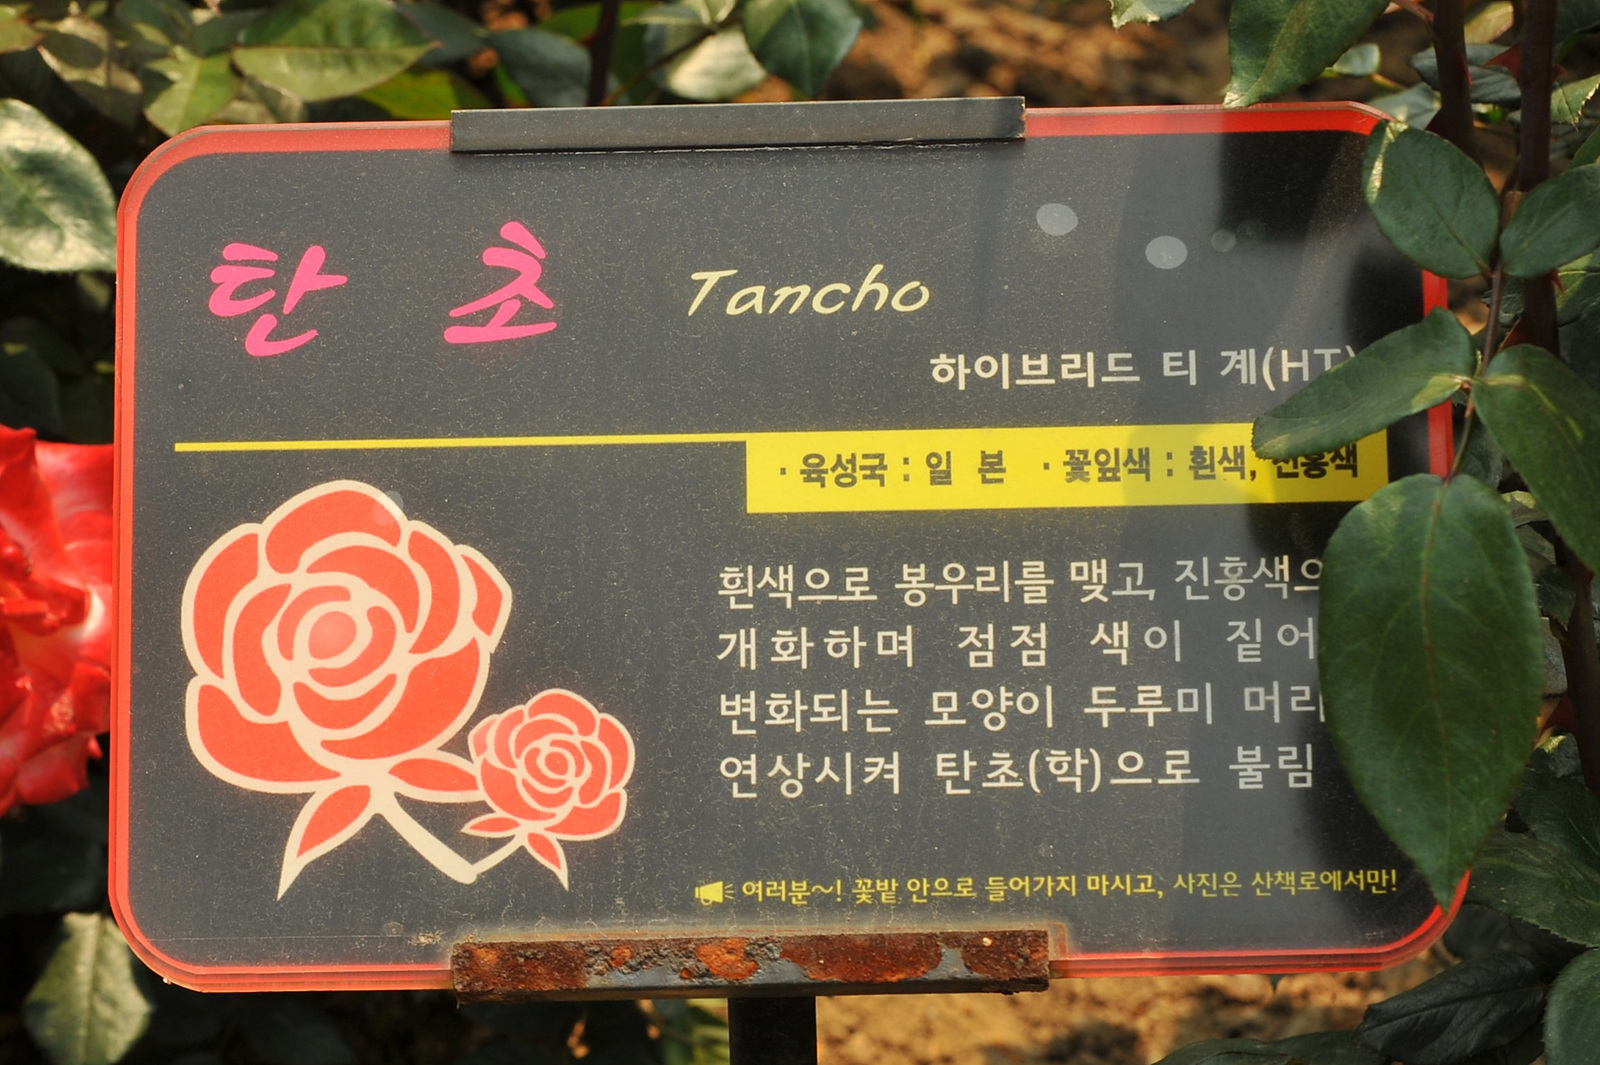 탄 초 Tancho
하이브리드 티 계(HT)
· 육성국 : 일 본 · 꽃잎색 : 흰색, 진홍색
흰색으로 봉우리를 맺고, 진홍색으
개화하며 점점 색이 짙어
변화되는 모양이 두루미 머리
연상시켜 탄초(학)으로 불림
여러분~! 꽃밭 안으로 들어가지 마시고, 사진은 산책로에서만!